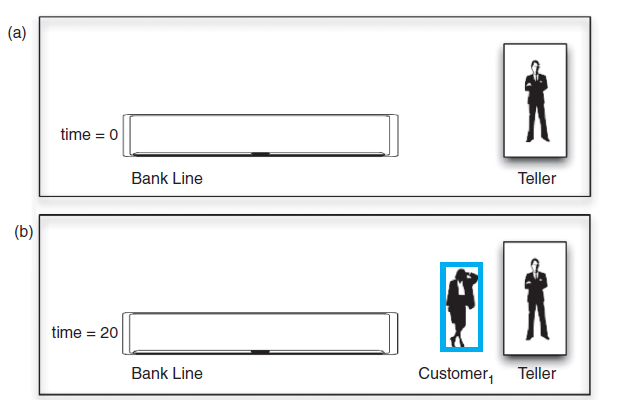 (a)
time = 0
Bank Line
Teller
(b)
time = 20
Bank Line
Customer₁
Teller